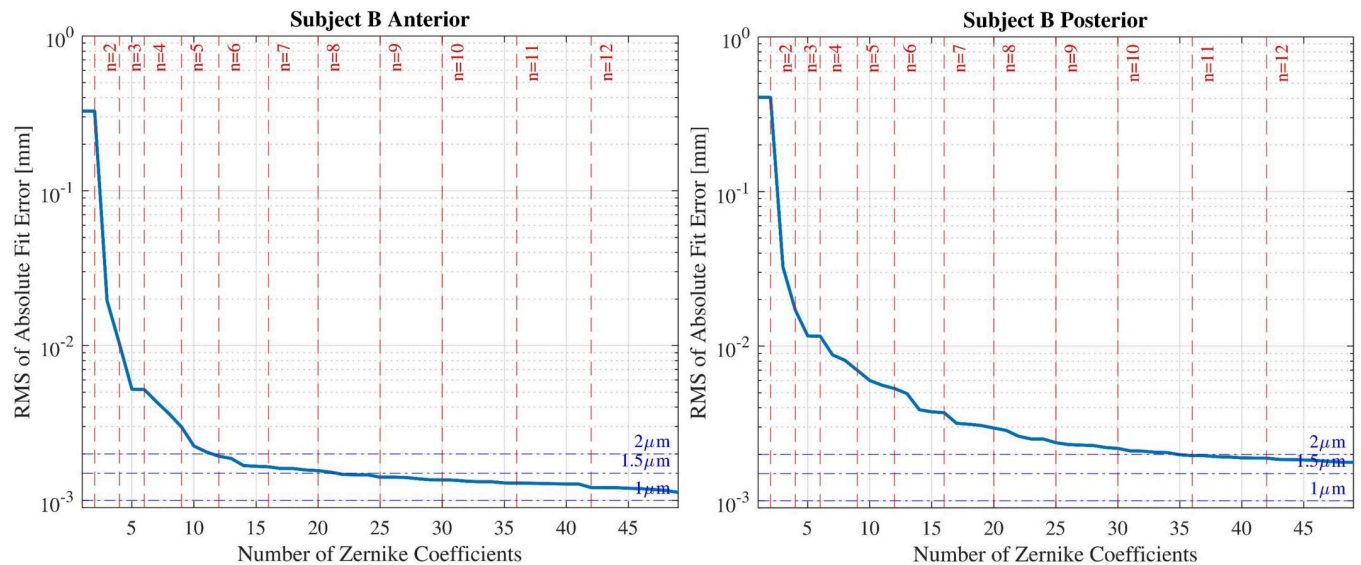 Subject B Anterior
n=2 n=3 n=4 n=5 n=6 n=7 n=8 n=9 n=10 n=11 n=12
10⁰
10⁻¹
10⁻²
10⁻³
RMS of Absolute Fit Error [mm]
2μm
1.5μm
1μm
5 10 15 20 25 30 35 40 45
Number of Zernike Coefficients
Subject B Posterior
n=2 n=3 n=4 n=5 n=6 n=7 n=8 n=9 n=10 n=11 n=12
10⁰
10⁻¹
10⁻²
10⁻³
RMS of Absolute Fit Error [mm]
2μm
1.5μm
1μm
5 10 15 20 25 30 35 40 45
Number of Zernike Coefficients